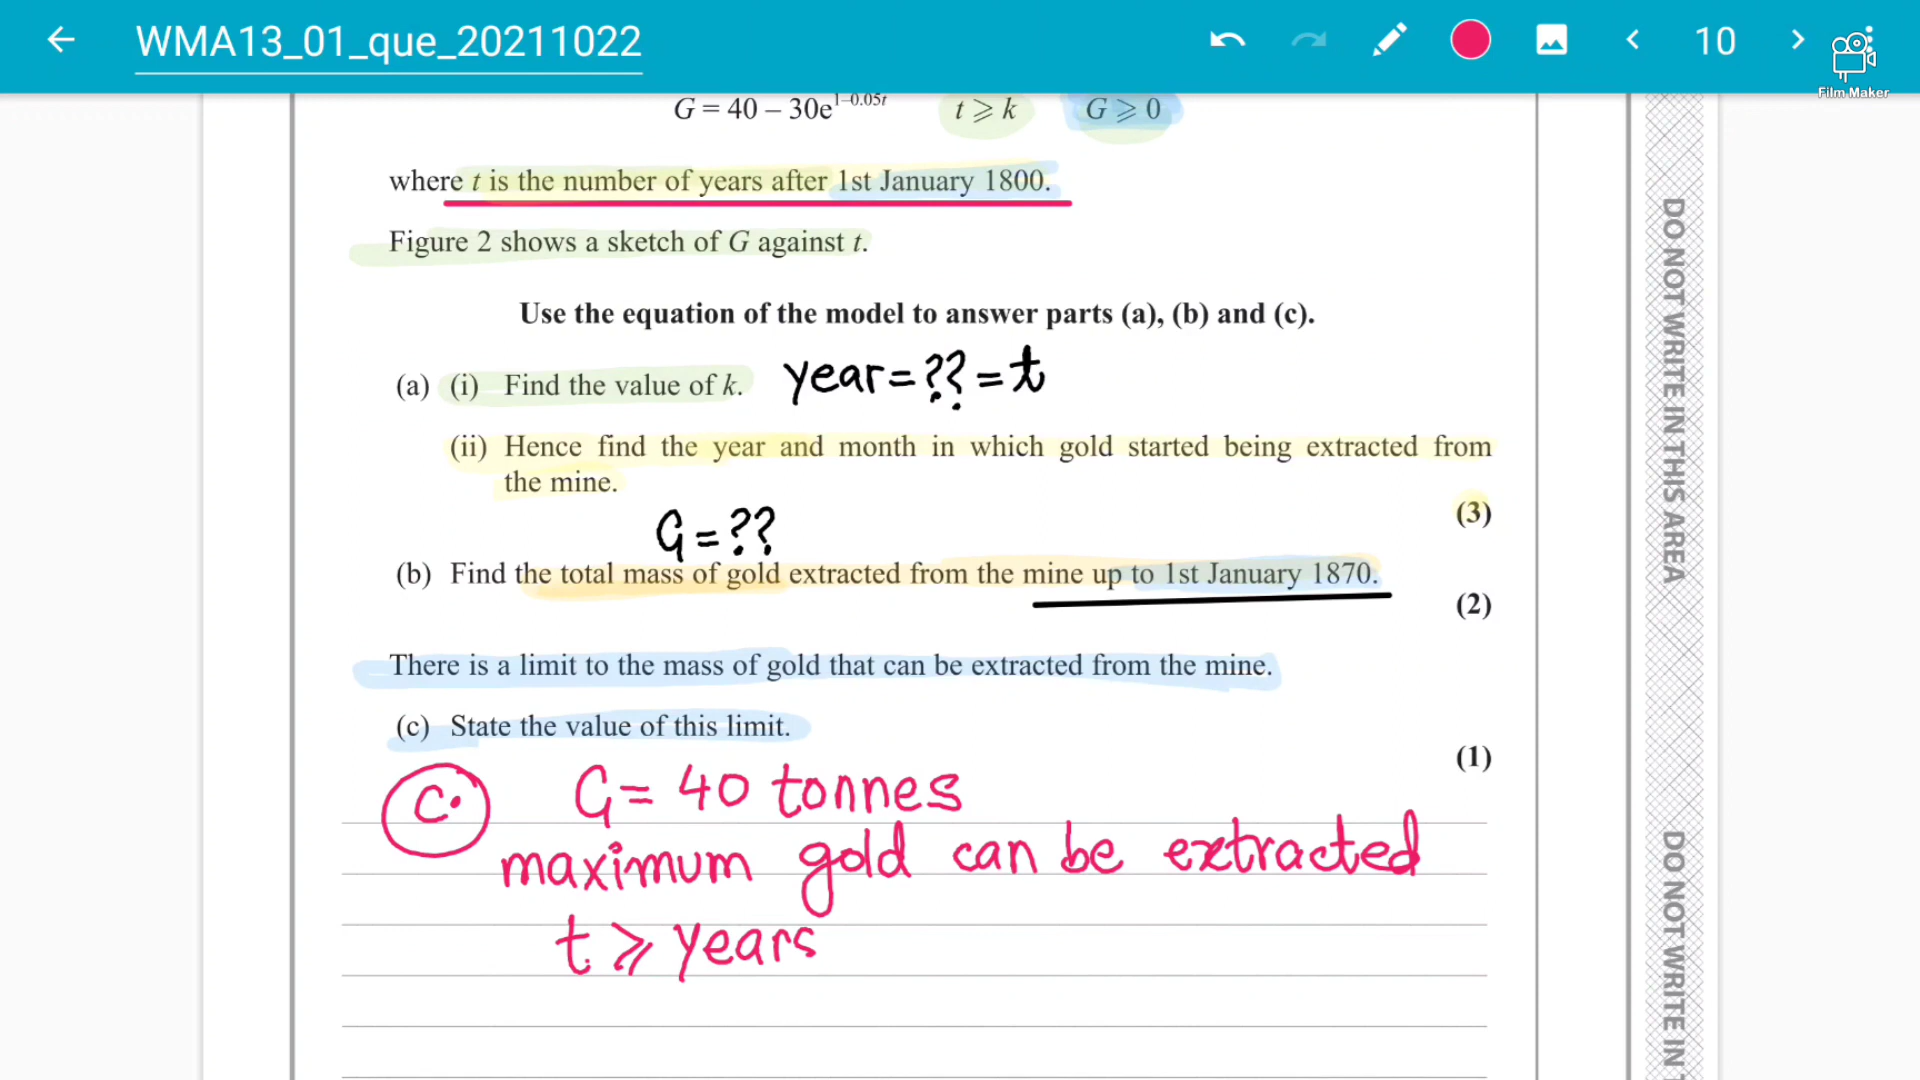 WMA13_01_que_20211022
10
Film Maker
G = 40 – 30e^{1–0.05t} t ⩾ k G ⩾ 0
where t is the number of years after 1st January 1800.
Figure 2 shows a sketch of G against t.
Use the equation of the model to answer parts (a), (b) and (c).
(a) (i) Find the value of k. year = ?? = t
(ii) Hence find the year and month in which gold started being extracted from
the mine.
(3)
G = ??
(b) Find the total mass of gold extracted from the mine up to 1st January 1870.
(2)
There is a limit to the mass of gold that can be extracted from the mine.
(c) State the value of this limit.
(1)
C. G = 40 tonnes
maximum gold can be extracted
t ⩾ years
DO NOT WRITE IN THIS AREA
DO NOT WRITE IN